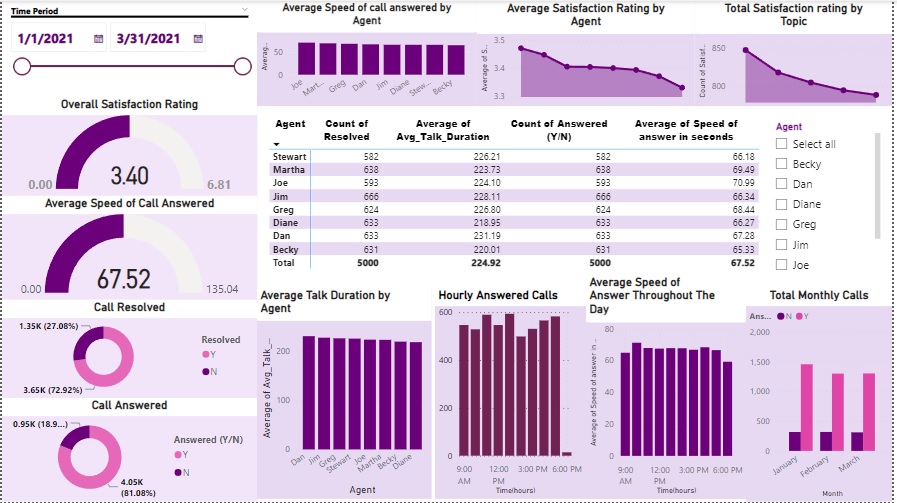 Time Period
1/1/2021
3/31/2021
Overall Satisfaction Rating
3.40
0.00
6.81
Average Speed of Call Answered
67.52
0.00
135.04
Call Resolved
1.35K (27.08%)
3.65K (72.92%)
Resolved
Y
N
Call Answered
0.95K (18.9...)
4.05K
(81.08%)
Answered (Y/N)
Y
N
Average Speed of call answered by
Agent
Averag...
50
0
Joe
Mart...
Greg
Dan
Jim
Diane
Stew...
Becky
Average Satisfaction Rating by
Agent
Average of S...
3.5
3.4
3.3
Total Satisfaction rating by
Topic
Count of Satisf...
850
800
Agent Count of Resolved Average of Avg_Talk_Duration Count of Answered (Y/N) Average of Speed of answer in seconds
Stewart 582 226.21 582 66.18
Martha 638 223.73 638 69.49
Joe 593 224.10 593 70.99
Jim 666 228.11 666 66.34
Greg 624 226.80 624 68.44
Diane 633 218.95 633 66.27
Dan 633 231.19 633 67.28
Becky 631 220.01 631 65.33
Total 5000 224.92 5000 67.52
Agent
Select all
Becky
Dan
Diane
Greg
Jim
Joe
Average Talk Duration by
Agent
Average of Avg_Talk_...
200
100
0
Dan
Jim
Greg
Stewart
Joe
Martha
Becky
Diane
Agent
Hourly Answered Calls
600
400
200
0
9:00 AM
12:00 PM
3:00 PM
6:00 PM
Time(hours)
Average Speed of
Answer Throughout The
Day
Average of Speed of answer in ...
80
60
40
20
0
9:00 AM
12:00 PM
3:00 PM
6:00 PM
Time(hours)
Total Monthly Calls
Ans... N Y
2,000
1,500
1,000
500
0
January
February
March
Month